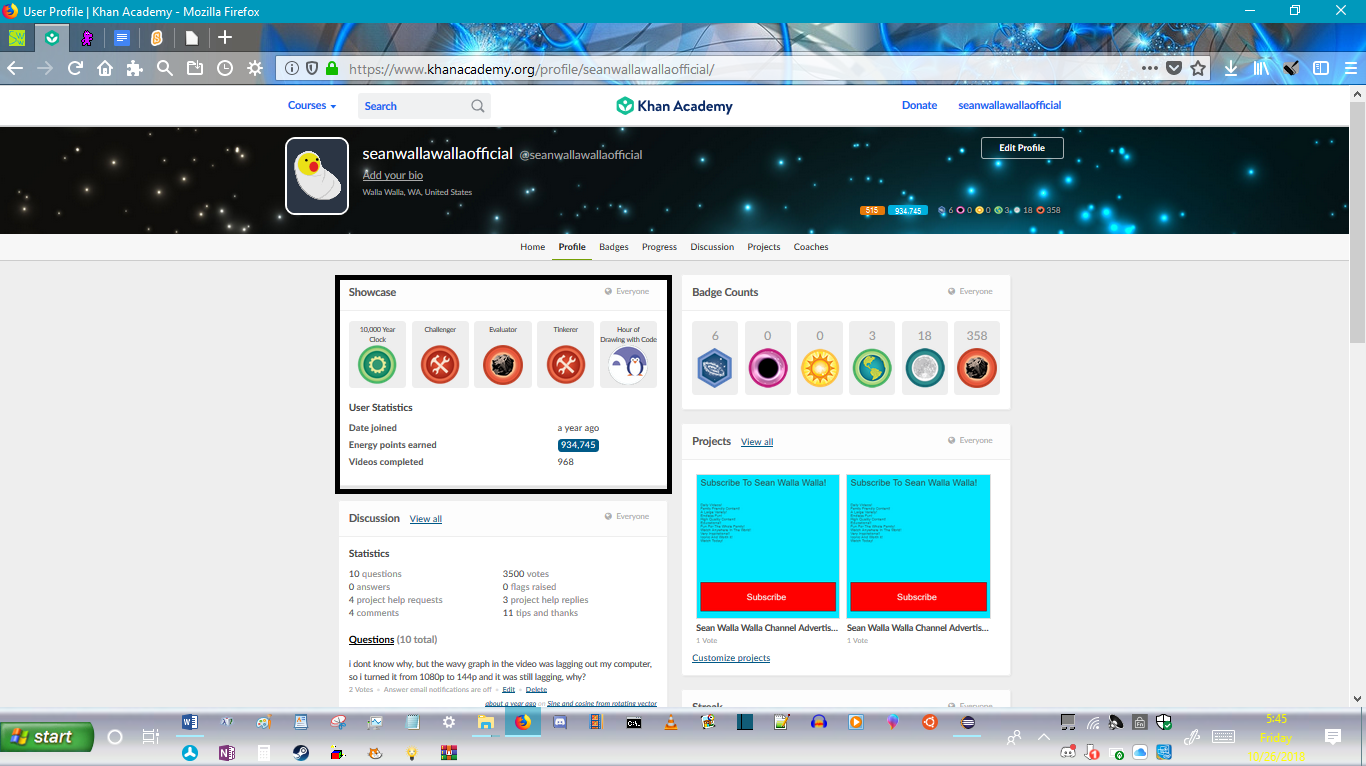 User Profile | Khan Academy - Mozilla Firefox
https://www.khanacademy.org/profile/seanwallawallaofficial/
Courses
Search
Khan Academy
Donate
seanwallawallaofficial
seanwallawallaofficial @seanwallawallaofficial
Edit Profile
Add your bio
Walla Walla, WA, United States
515 934,745 6 0 0 3 18 358
Home Profile Badges Progress Discussion Projects Coaches
Showcase Everyone
10,000 Year Clock
Challenger
Evaluator
Tinkerer
Hour of Drawing with Code
User Statistics
Date joined a year ago
Energy points earned 934,745
Videos completed 968
Badge Counts Everyone
6 0 0 3 18 358
Discussion View all Everyone
Statistics
10 questions 3500 votes
0 answers 0 flags raised
4 project help requests 3 project help replies
4 comments 11 tips and thanks
Questions (10 total)
i dont know why, but the wavy graph in the video was lagging out my computer,
so i turned it from 1080p to 144p and it was still lagging, why?
2 Votes • Answer email notifications are off • Edit • Delete
about a year ago on Sine and cosine from rotating vector
Projects View all Everyone
Subscribe To Sean Walla Walla!
Subscribe
Sean Walla Walla Channel Advertis...
1 Vote
Subscribe To Sean Walla Walla!
Subscribe
Sean Walla Walla Channel Advertis...
1 Vote
Customize projects
Streak Everyone
start
5:45
Friday